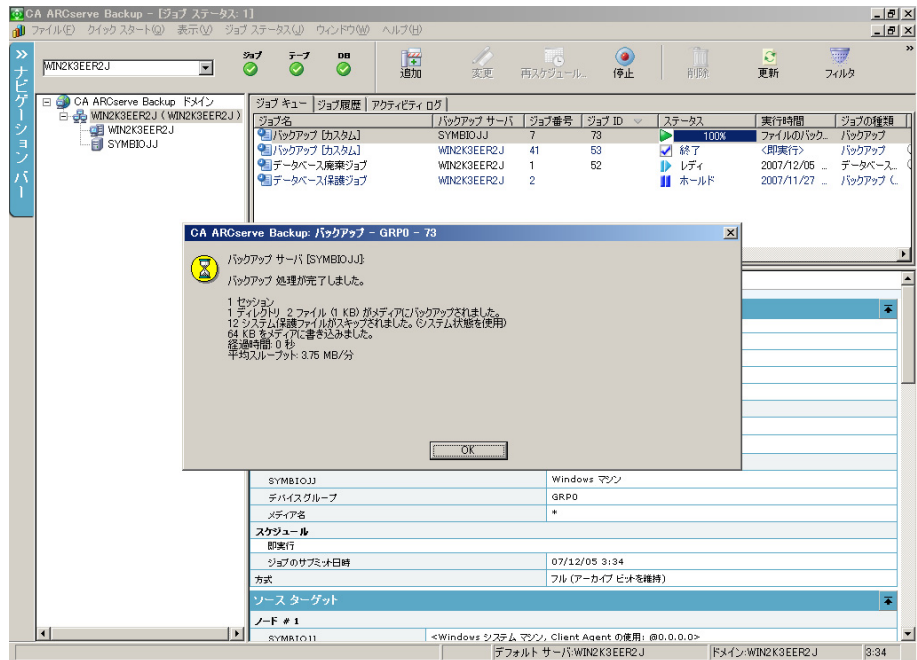 CA ARCserve Backup - [ジョブ ステータス: 1]
ファイル(F) クイック スタート(Q) 表示(V) ジョブ ステータス(J) ウィンドウ(W) ヘルプ(H)
WIN2K3EER2J
ジョブ テープ DB
追加 変更 再スケジュール... 停止 削除 更新 フィルタ
ナビゲーション バー
CA ARCserve Backup ドメイン
WIN2K3EER2J ( WIN2K3EER2J )
WIN2K3EER2J
SYMBIOJJ
ジョブ キュー ジョブ履歴 アクティビティ ログ
ジョブ名 バックアップ サーバ ジョブ番号 ジョブ ID ステータス 実行時間 ジョブの種類
バックアップ [カスタム] SYMBIOJJ 7 73 100% ファイルのバック... バックアップ
バックアップ [カスタム] WIN2K3EER2J 41 53 終了 <即実行> バックアップ
データベース廃棄ジョブ WIN2K3EER2J 1 52 レディ 2007/12/05 ... データベース...
データベース保護ジョブ WIN2K3EER2J 2 ホールド 2007/11/27 ... バックアップ (...
CA ARCserve Backup: バックアップ - GRP0 - 73
バックアップ サーバ [SYMBIOJJ]:
バックアップ 処理が完了しました。
1 セッション
1 ディレクトリ 2 ファイル (1 KB) がメディアにバックアップされました。
12 システム保護ファイルがスキップされました。(システム状態を使用)
64 KB をメディアに書き込みました。
経過時間: 0 秒
平均スループット: 3.75 MB/分
OK
SYMBIOJJ Windows マシン
デバイスグループ GRP0
メディア名 *
スケジュール
即実行
ジョブのサブミット日時 07/12/05 3:34
方式 フル (アーカイブ ビットを維持)
ソース ターゲット
ノード # 1
SYMBIOJJ <Windows システム マシン, Client Agent の使用: @0.0.0.0>
デフォルト サーバ:WIN2K3EER2J ドメイン:WIN2K3EER2J 3:34